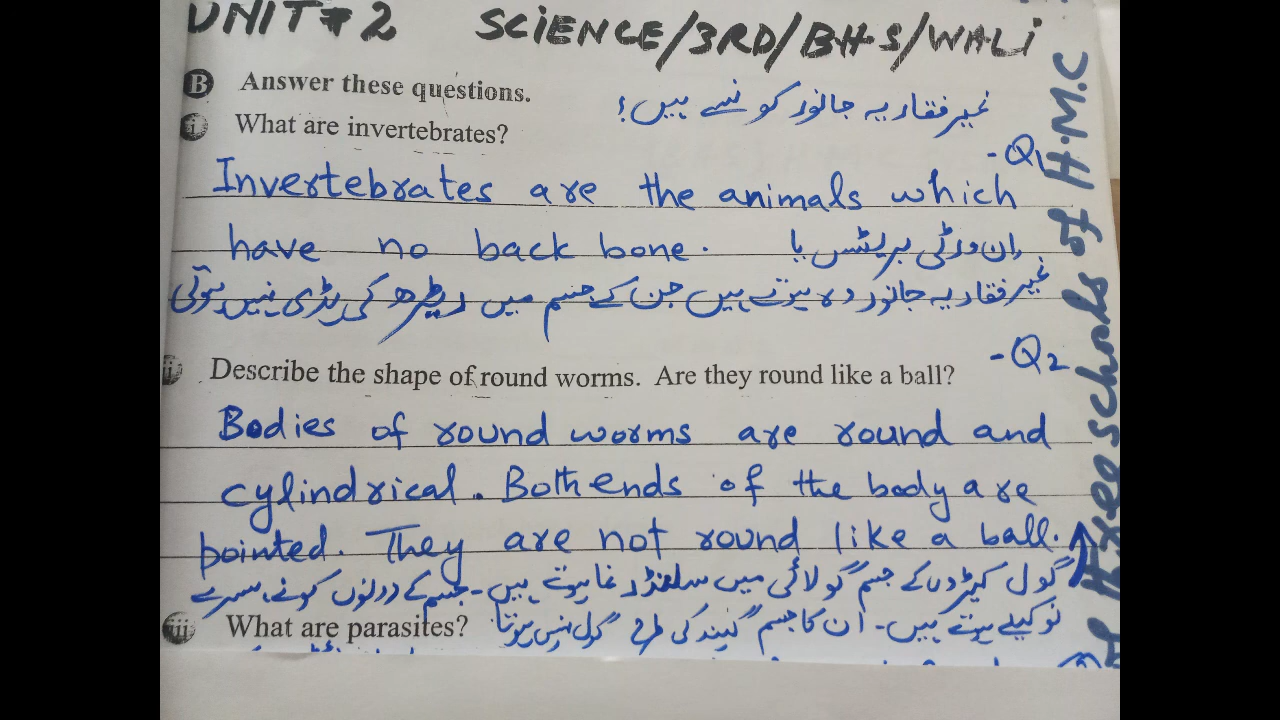 UNIT # 2 SCIENCE/3RD/BHS/WALi
B Answer these questions.
غیر فقاریہ جانور کونسے ہیں؟
i What are invertebrates?
-Q1
Invertebrates are the animals which
have no back bone. ان ورٹی بریٹس یا
غیر فقاریہ جانور وہ ہوتے ہیں جن کے جسم میں ریڑھ کی ہڈی نہیں ہوتی
-Q2
ii Describe the shape of round worms. Are they round like a ball?
Bodies of round worms are round and
cylindrical. Both ends of the body are
pointed. They are not round like a ball.
گول کیڑوں کے جسم گولائی میں سلنڈر نما ہوتے ہیں۔ جسم کے دونوں کونے، سرے
نوکیلے ہوتے ہیں۔ ان کا جسم گیند کی طرح گول نہیں ہوتا
iii What are parasites?
schools of H.M.C